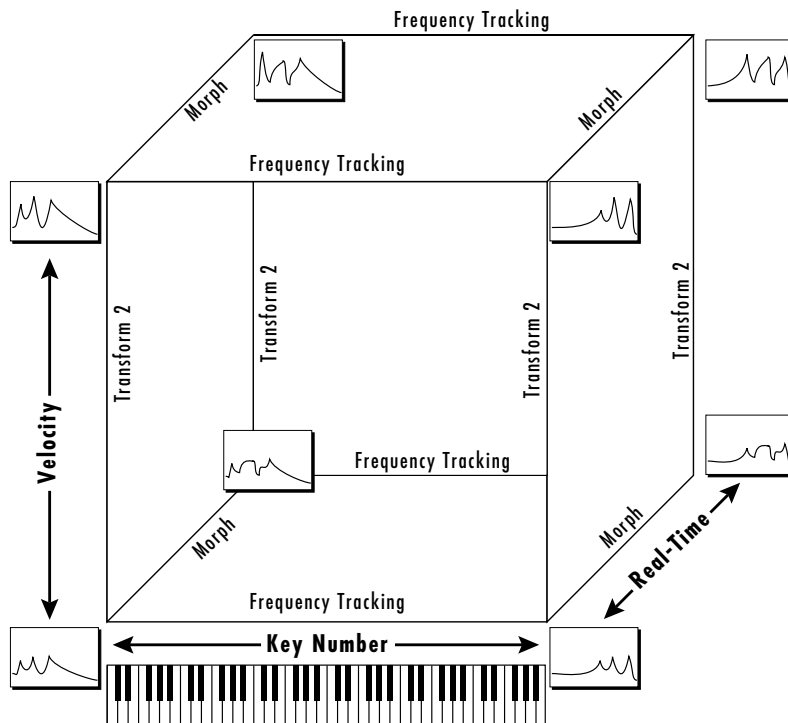 Frequency Tracking
Morph
Morph
Frequency Tracking
Transform 2
Transform 2
Transform 2
Transform 2
Velocity
Frequency Tracking
Morph
Morph
Real-Time
Frequency Tracking
Key Number